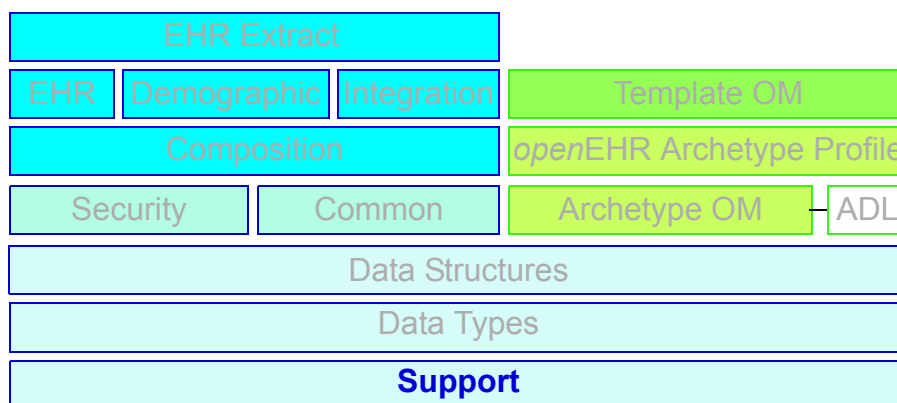 EHR Extract
EHR Demographic Integration Template OM
Composition openEHR Archetype Profile
Security Common Archetype OM ADL
Data Structures
Data Types
Support